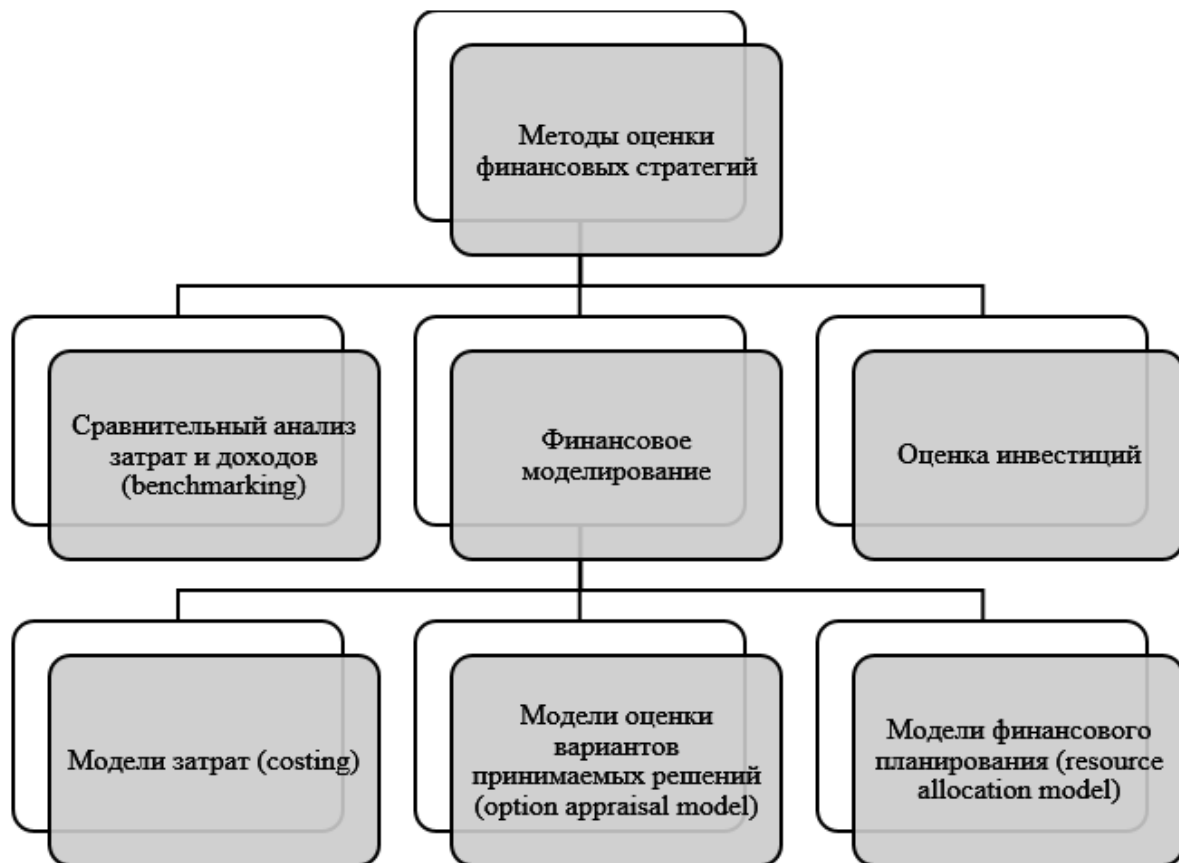 Методы оценки
финансовых стратегий
Сравнительный анализ
затрат и доходов
(benchmarking)
Финансовое
моделирование
Оценка инвестиций
Модели затрат (costing)
Модели оценки
вариантов
принимаемых решений
(option appraisal model)
Модели финансового
планирования (resource
allocation model)